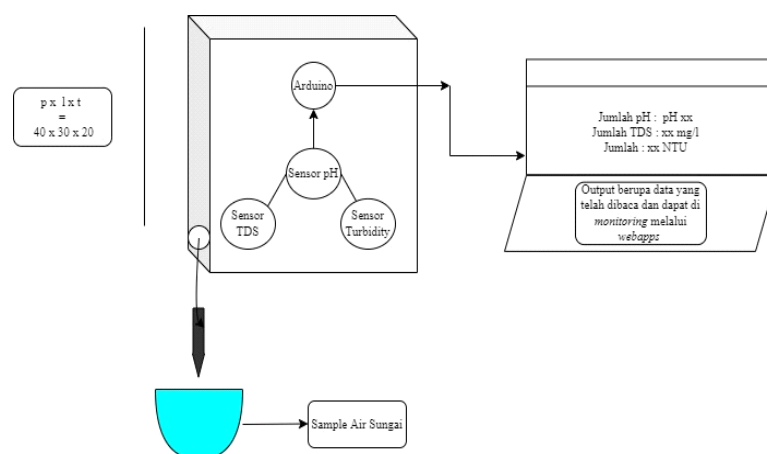 p x l x t
=
40 x 30 x 20
Arduino
Sensor pH
Sensor
TDS
Sensor
Turbidity
Jumlah pH : pH xx
Jumlah TDS : xx mg/l
Jumlah : xx NTU
Output berupa data yang
telah dibaca dan dapat di
monitoring melalui
webapps
Sample Air Sungai